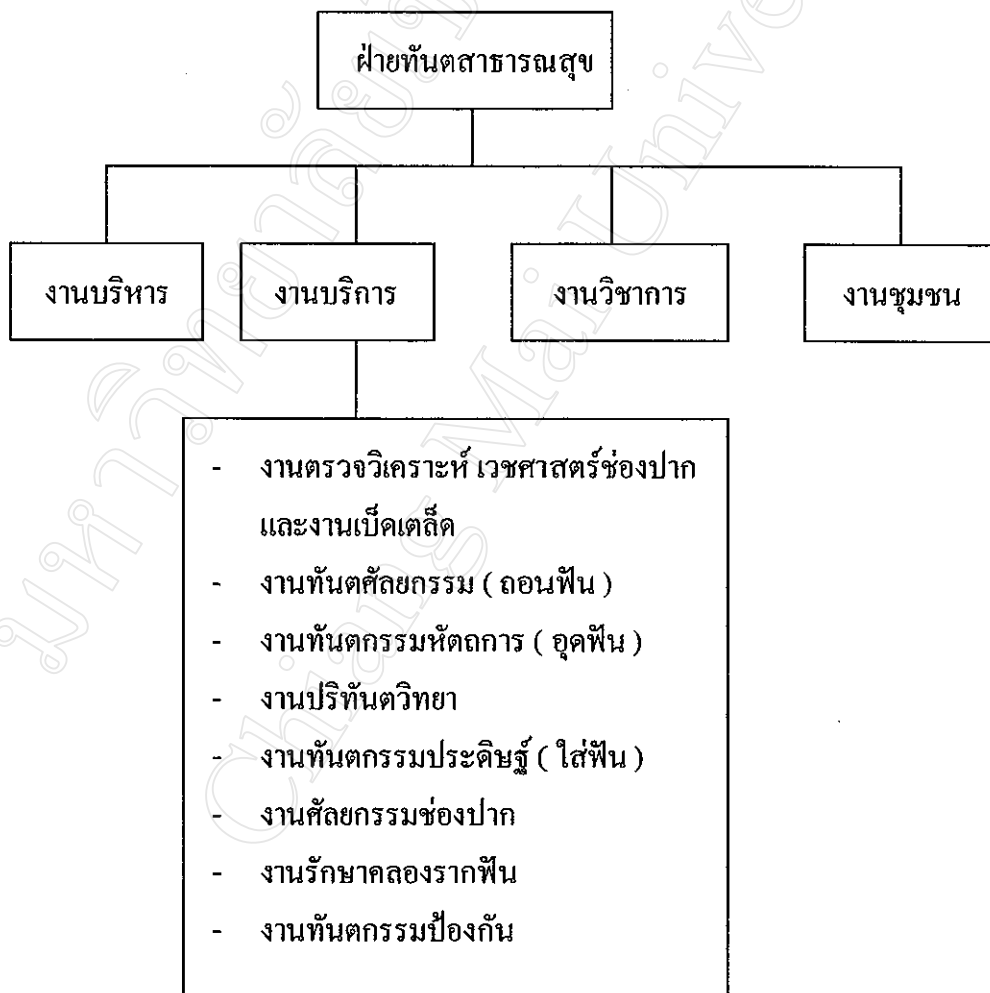 ฝ่ายทันตสาธารณสุข
งานบริหาร
งานบริการ
งานวิชาการ
งานชุมชน
- งานตรวจวิเคราะห์ เวชศาสตร์ช่องปาก
และงานเบ็ดเตล็ด
- งานทันตศัลยกรรม ( ถอนฟัน )
- งานทันตกรรมหัตถการ ( อุดฟัน )
- งานปริทันตวิทยา
- งานทันตกรรมประดิษฐ์ ( ใส่ฟัน )
- งานศัลยกรรมช่องปาก
- งานรักษาคลองรากฟัน
- งานทันตกรรมป้องกัน
Chiang Mai Unive